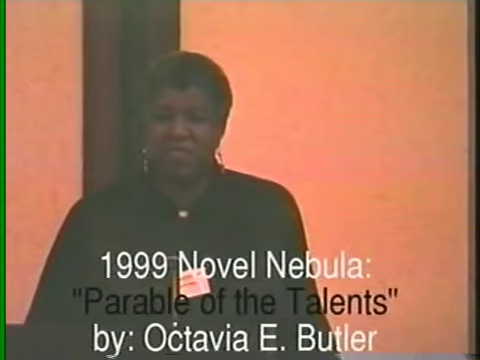 1999 Novel Nebula:
"Parable of the Talents"
by: Octavia E. Butler